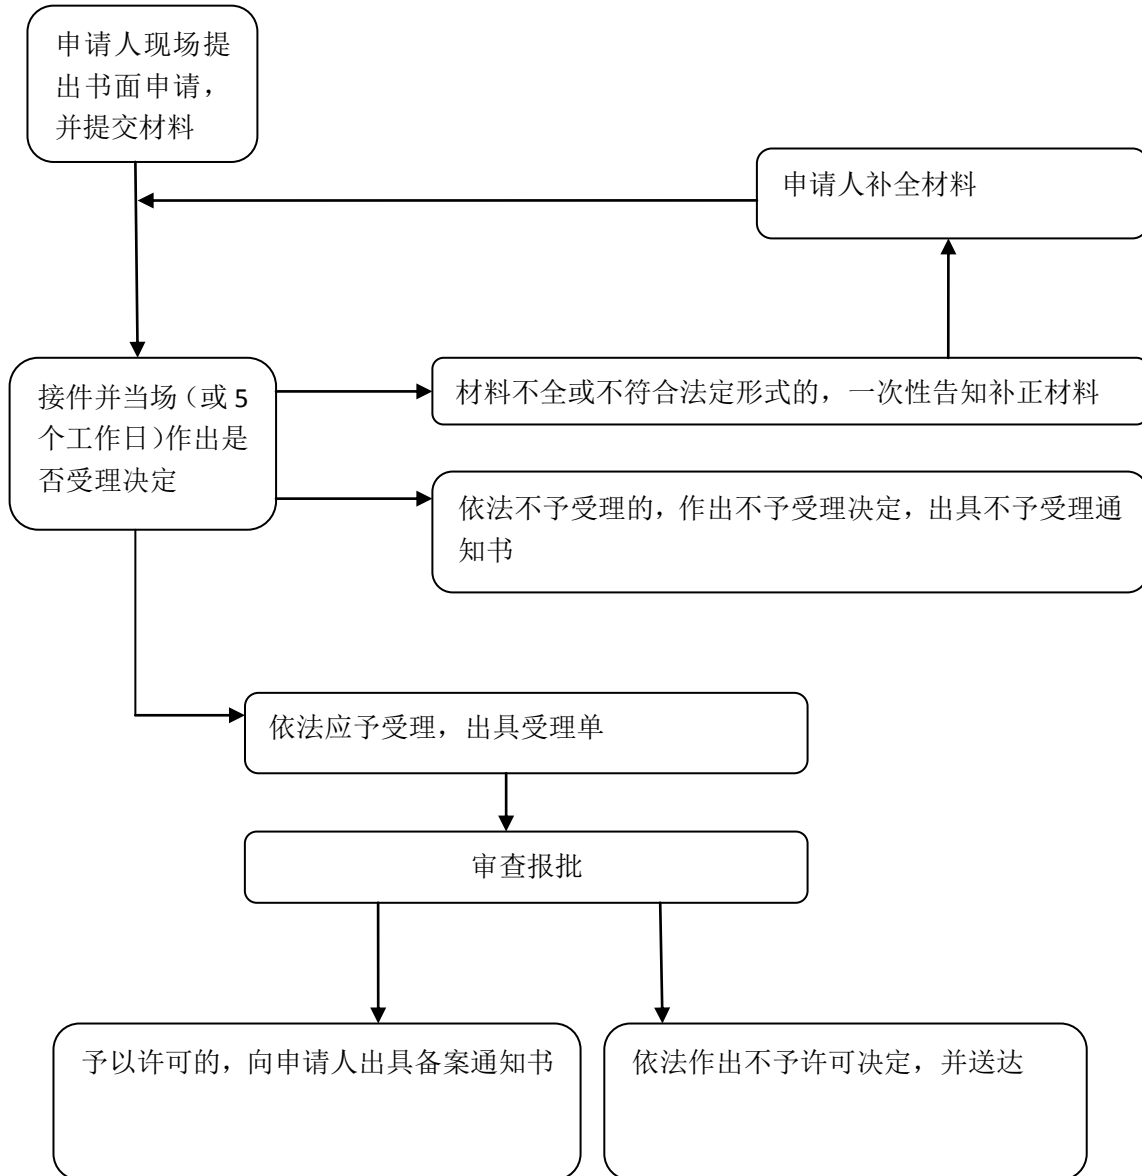 申请人现场提
出书面申请，
并提交材料
申请人补全材料
接件并当场（或 5
个工作日）作出是
否受理决定
材料不全或不符合法定形式的，一次性告知补正材料
依法不予受理的，作出不予受理决定，出具不予受理通
知书
依法应予受理，出具受理单
审查报批
予以许可的，向申请人出具备案通知书
依法作出不予许可决定，并送达